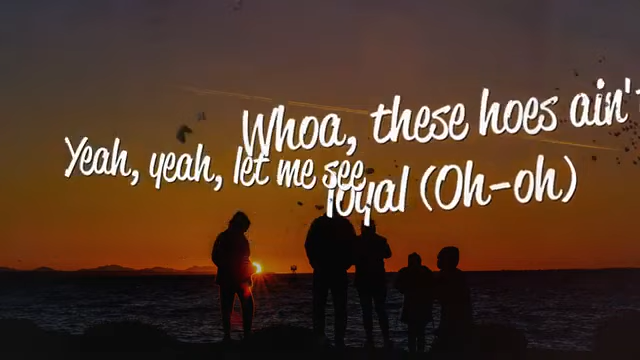 Whoa, these hoes ain't
loyal (Oh-oh)
Yeah, yeah, let me see